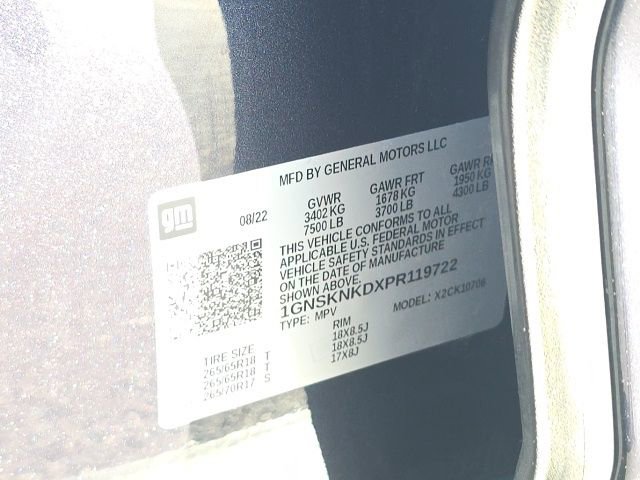 MFD BY GENERAL MOTORS LLC
gm
08/22
GVWR GAWR FRT GAWR
3402 KG 1678 KG 1950 KG
7500 LB 3700 LB 4300 LB
THIS VEHICLE CONFORMS TO ALL
APPLICABLE U.S. FEDERAL MOTOR
VEHICLE SAFETY STANDARDS IN EFFECT
ON THE DATE OF MANUFACTURE
SHOWN ABOVE.
1GNSKNKDXPR119722
TYPE: MPV MODEL: X2CK10706
TIRE SIZE RIM
265/65R18 T 18X8.5J
265/65R18 T 18X8.5J
265/70R17 S 17X8J